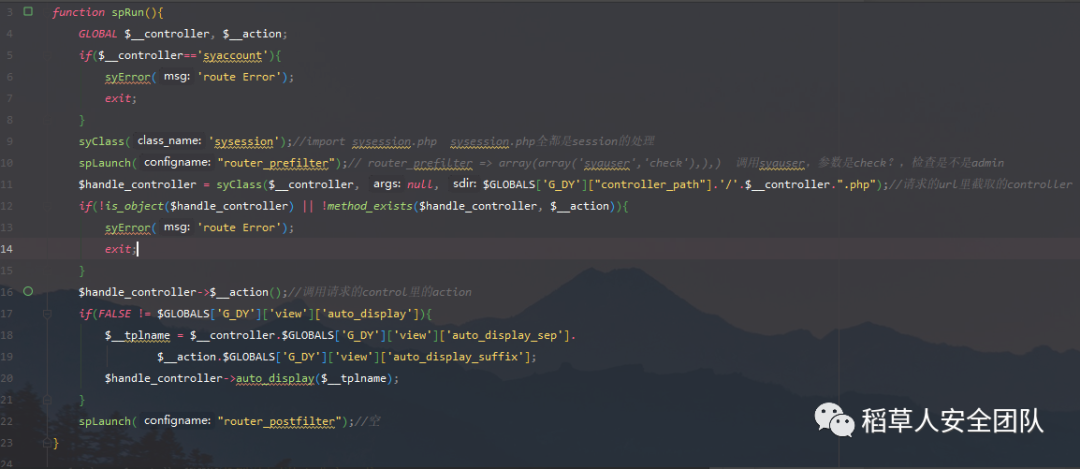 3 function spRun(){
4 GLOBAL $__controller, $__action;
5 if($__controller=='syaccount'){
6 syError( msg: 'route Error');
7 exit;
8 }
9 syClass( class_name: 'sysession');//import sysession.php sysession.php全都是session的处理
10 spLaunch( configname: "router_prefilter");// router_prefilter => array(array('syauser','check'),),) 调用syauser，参数是check？，检查是不是admin
11 $handle_controller = syClass($__controller, args: null, sdir: $GLOBALS['G_DY']["controller_path"].'/'.$__controller.".php");//请求的url里截取的controller
12 if(!is_object($handle_controller) || !method_exists($handle_controller, $__action)){
13 syError( msg: 'route Error');
14 exit;
15 }
16 $handle_controller->$__action();//调用请求的control里的action
17 if(FALSE != $GLOBALS['G_DY']['view']['auto_display']){
18 $__tplname = $__controller.$GLOBALS['G_DY']['view']['auto_display_sep'].
19 $__action.$GLOBALS['G_DY']['view']['auto_display_suffix'];
20 $handle_controller->auto_display($__tplname);
21 }
22 spLaunch( configname: "router_postfilter");//空
23 }
24
稻草人安全团队